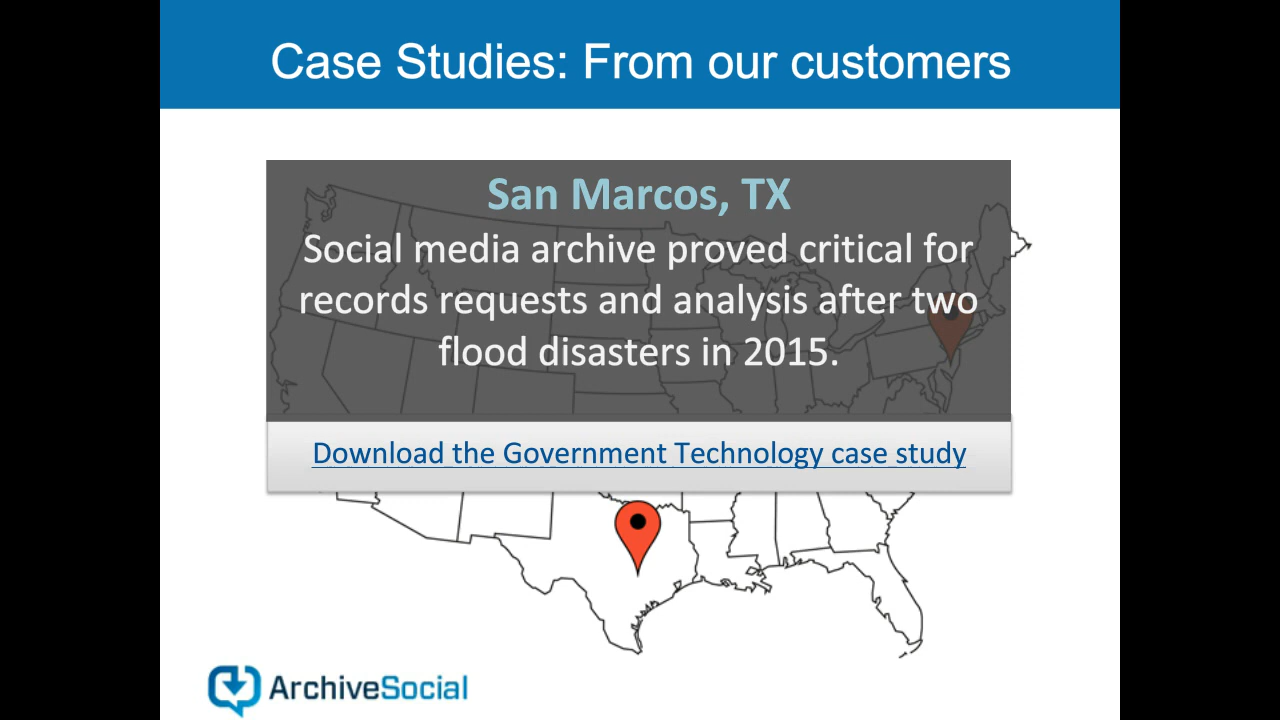 Case Studies: From our customers
San Marcos, TX
Social media archive proved critical for
records requests and analysis after two
flood disasters in 2015.
Download the Government Technology case study
ArchiveSocial